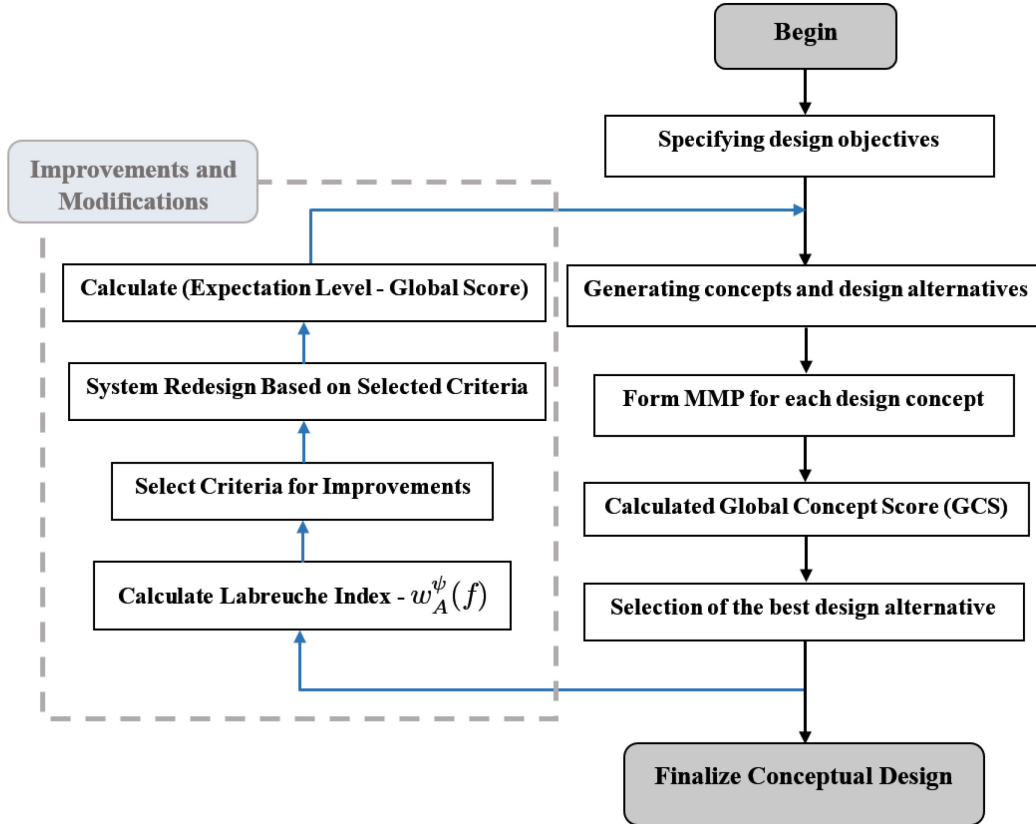 Begin
Specifying design objectives
Improvements and
Modifications
Calculate (Expectation Level - Global Score)
Generating concepts and design alternatives
System Redesign Based on Selected Criteria
Form MMP for each design concept
Select Criteria for Improvements
Calculated Global Concept Score (GCS)
Calculate Labreuche Index - $w_A^\psi(f)$
Selection of the best design alternative
Finalize Conceptual Design